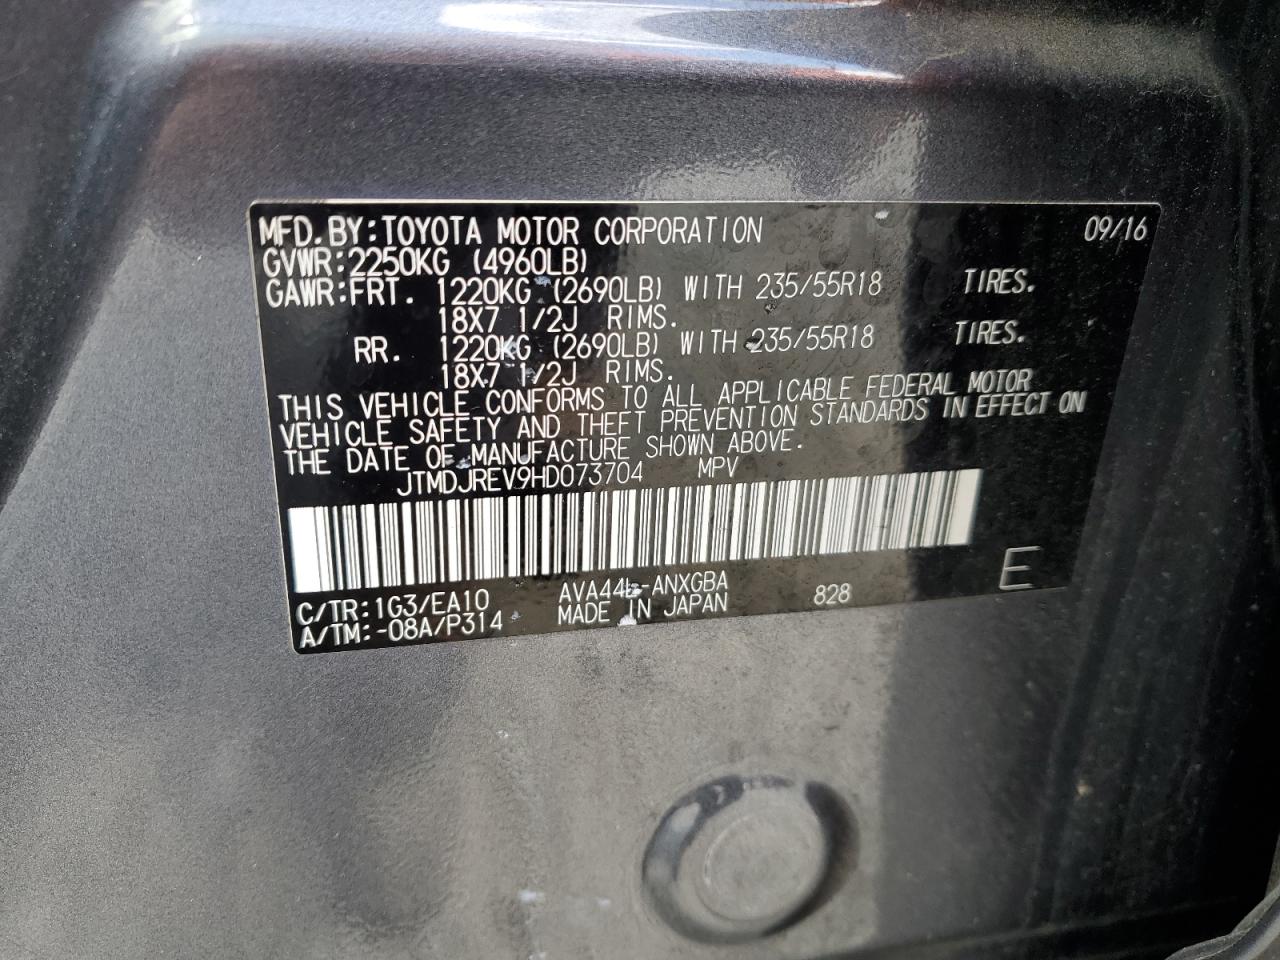 MFD.BY:TOYOTA MOTOR CORPORATION 09/16
GVWR:2250KG (4960LB)
GAWR:FRT. 1220KG (2690LB) WITH 235/55R18 TIRES.
18X7 1/2J RIMS.
RR. 1220KG (2690LB) WITH 235/55R18 TIRES.
18X7 1/2J RIMS.
THIS VEHICLE CONFORMS TO ALL APPLICABLE FEDERAL MOTOR
VEHICLE SAFETY AND THEFT PREVENTION STANDARDS IN EFFECT ON
THE DATE OF MANUFACTURE SHOWN ABOVE.
JTMDJREV9HD073704 MPV
E
C/TR:1G3/EA10 AVA44L-ANXGBA 828
A/TM:-08A/P314 MADE IN JAPAN